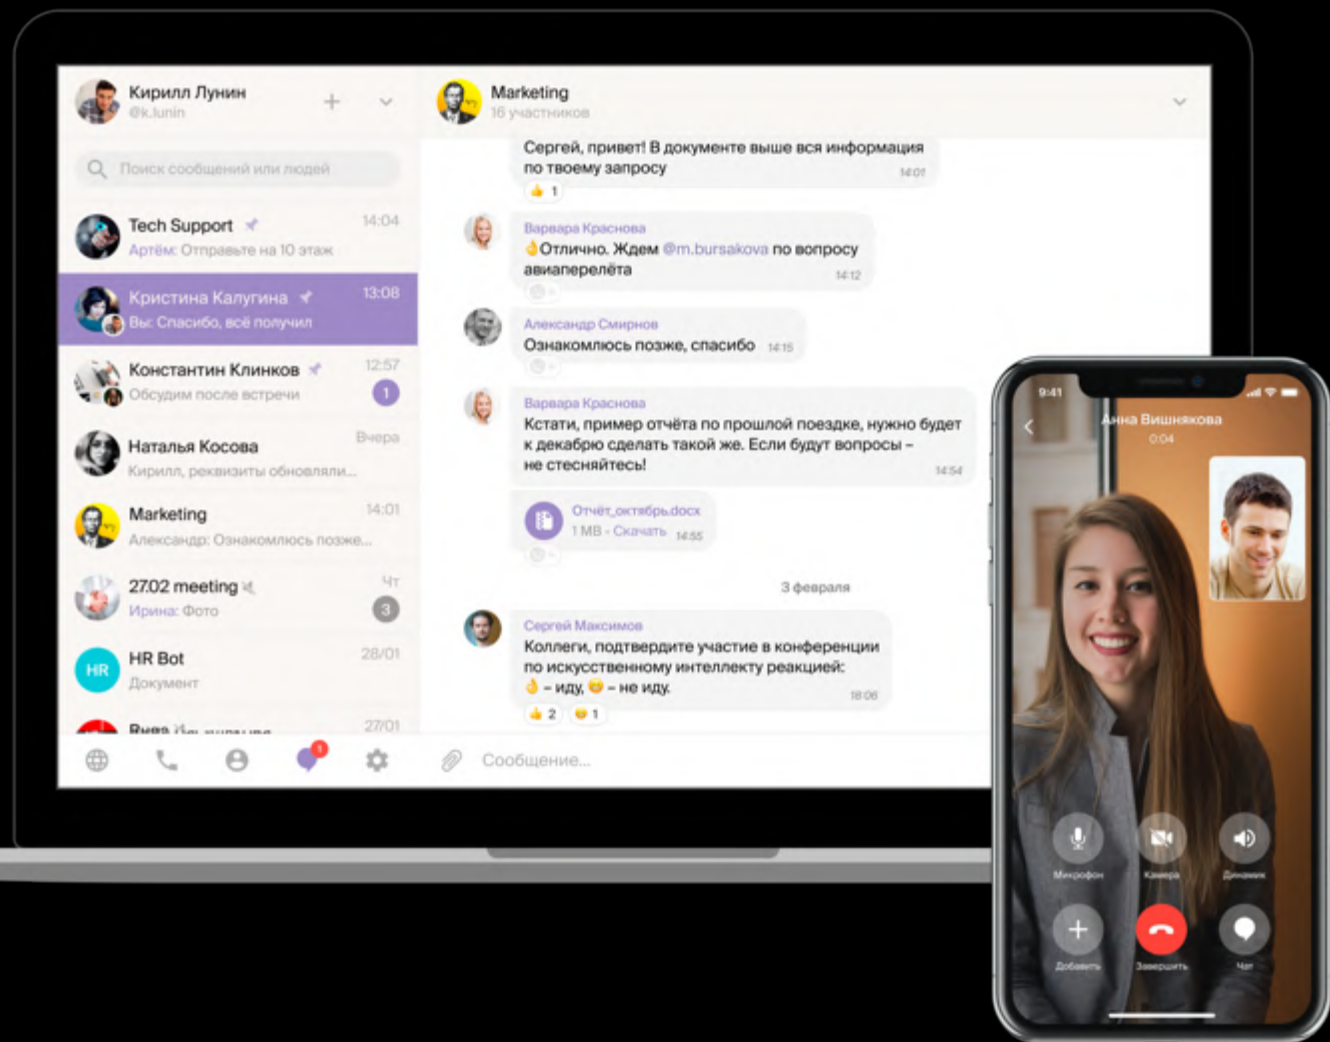 Кирилл Лунин
@k.lunin
Поиск сообщений или людей
Tech Support
14:04
Артём: Отправьте на 10 этаж
Кристина Калугина
13:08
Вы: Спасибо, всё получил
Константин Клинков
12:57
Обсудим после встречи
1
Наталья Косова
Вчера
Кирилл, реквизиты обновляли...
Marketing
14:01
Александр: Ознакомлюсь позже...
27.02 meeting
Чт
Ирина: Фото
3
HR
HR Bot
28/01
Документ
27/01
1
Marketing
16 участников
Сергей, привет! В документе выше вся информация
по твоему запросу
14:01
1
Варвара Краснова
Отлично. Ждем @m.bursakova по вопросу
авиаперелёта
14:12
Александр Смирнов
Ознакомлюсь позже, спасибо
14:15
Варвара Краснова
Кстати, пример отчёта по прошлой поездке, нужно будет
к декабрю сделать такой же. Если будут вопросы –
не стесняйтесь!
14:54
Отчёт_октябрь.docx
1 MB - Скачать
14:55
3 февраля
Сергей Максимов
Коллеги, подтвердите участие в конференции
по искусственному интеллекту реакцией:
– иду, – не иду.
18:06
2
1
Сообщение...
9:41
Анна Вишнякова
0:04
Микрофон
Камера
Динамик
Добавить
Завершить
Чат